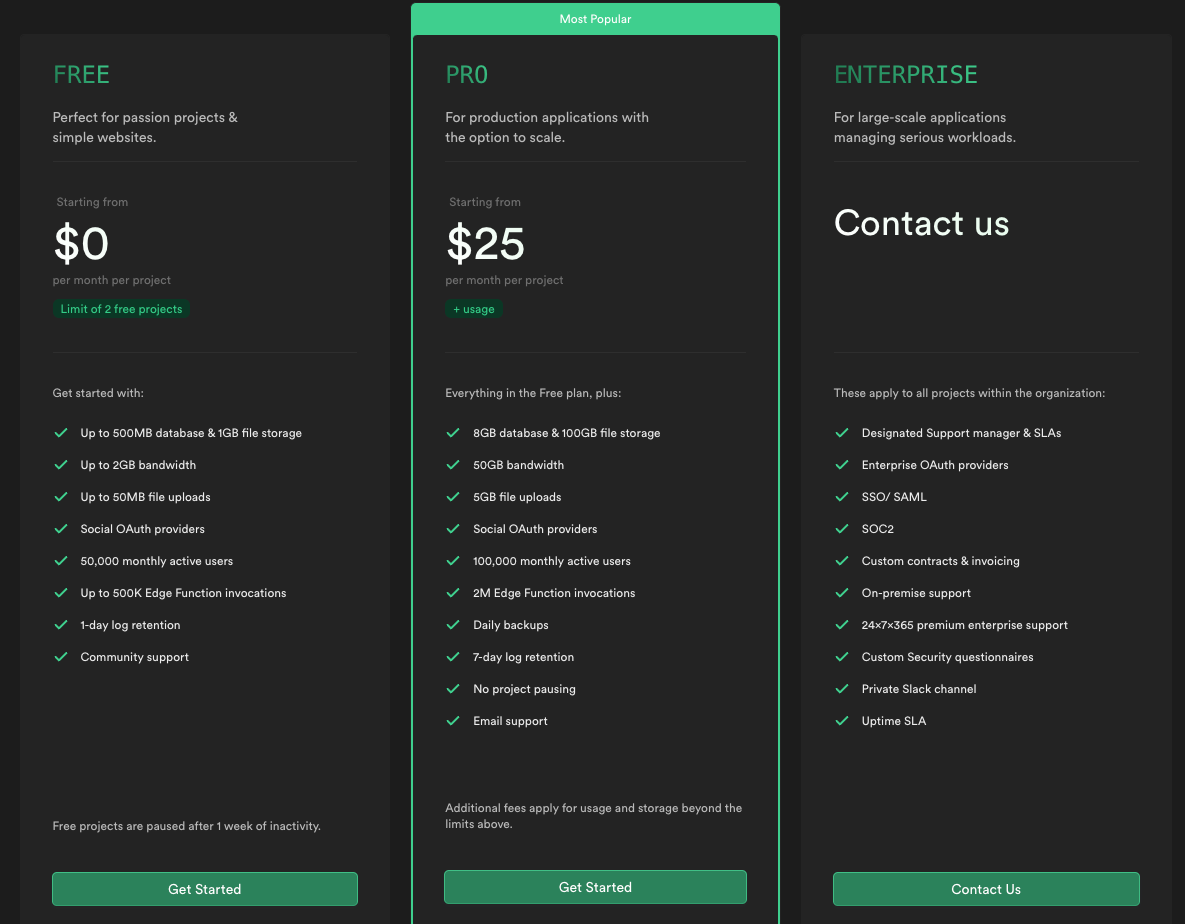 Most Popular
FREE
Perfect for passion projects &
simple websites.
Starting from
$0
per month per project
Limit of 2 free projects
Get started with:
Up to 500MB database & 1GB file storage
Up to 2GB bandwidth
Up to 50MB file uploads
Social OAuth providers
50,000 monthly active users
Up to 500K Edge Function invocations
1-day log retention
Community support
Free projects are paused after 1 week of inactivity.
Get Started
PRO
For production applications with
the option to scale.
Starting from
$25
per month per project
+ usage
Everything in the Free plan, plus:
8GB database & 100GB file storage
50GB bandwidth
5GB file uploads
Social OAuth providers
100,000 monthly active users
2M Edge Function invocations
Daily backups
7-day log retention
No project pausing
Email support
Additional fees apply for usage and storage beyond the
limits above.
Get Started
ENTERPRISE
For large-scale applications
managing serious workloads.
Contact us
These apply to all projects within the organization:
Designated Support manager & SLAs
Enterprise OAuth providers
SSO/ SAML
SOC2
Custom contracts & invoicing
On-premise support
24×7×365 premium enterprise support
Custom Security questionnaires
Private Slack channel
Uptime SLA
Contact Us